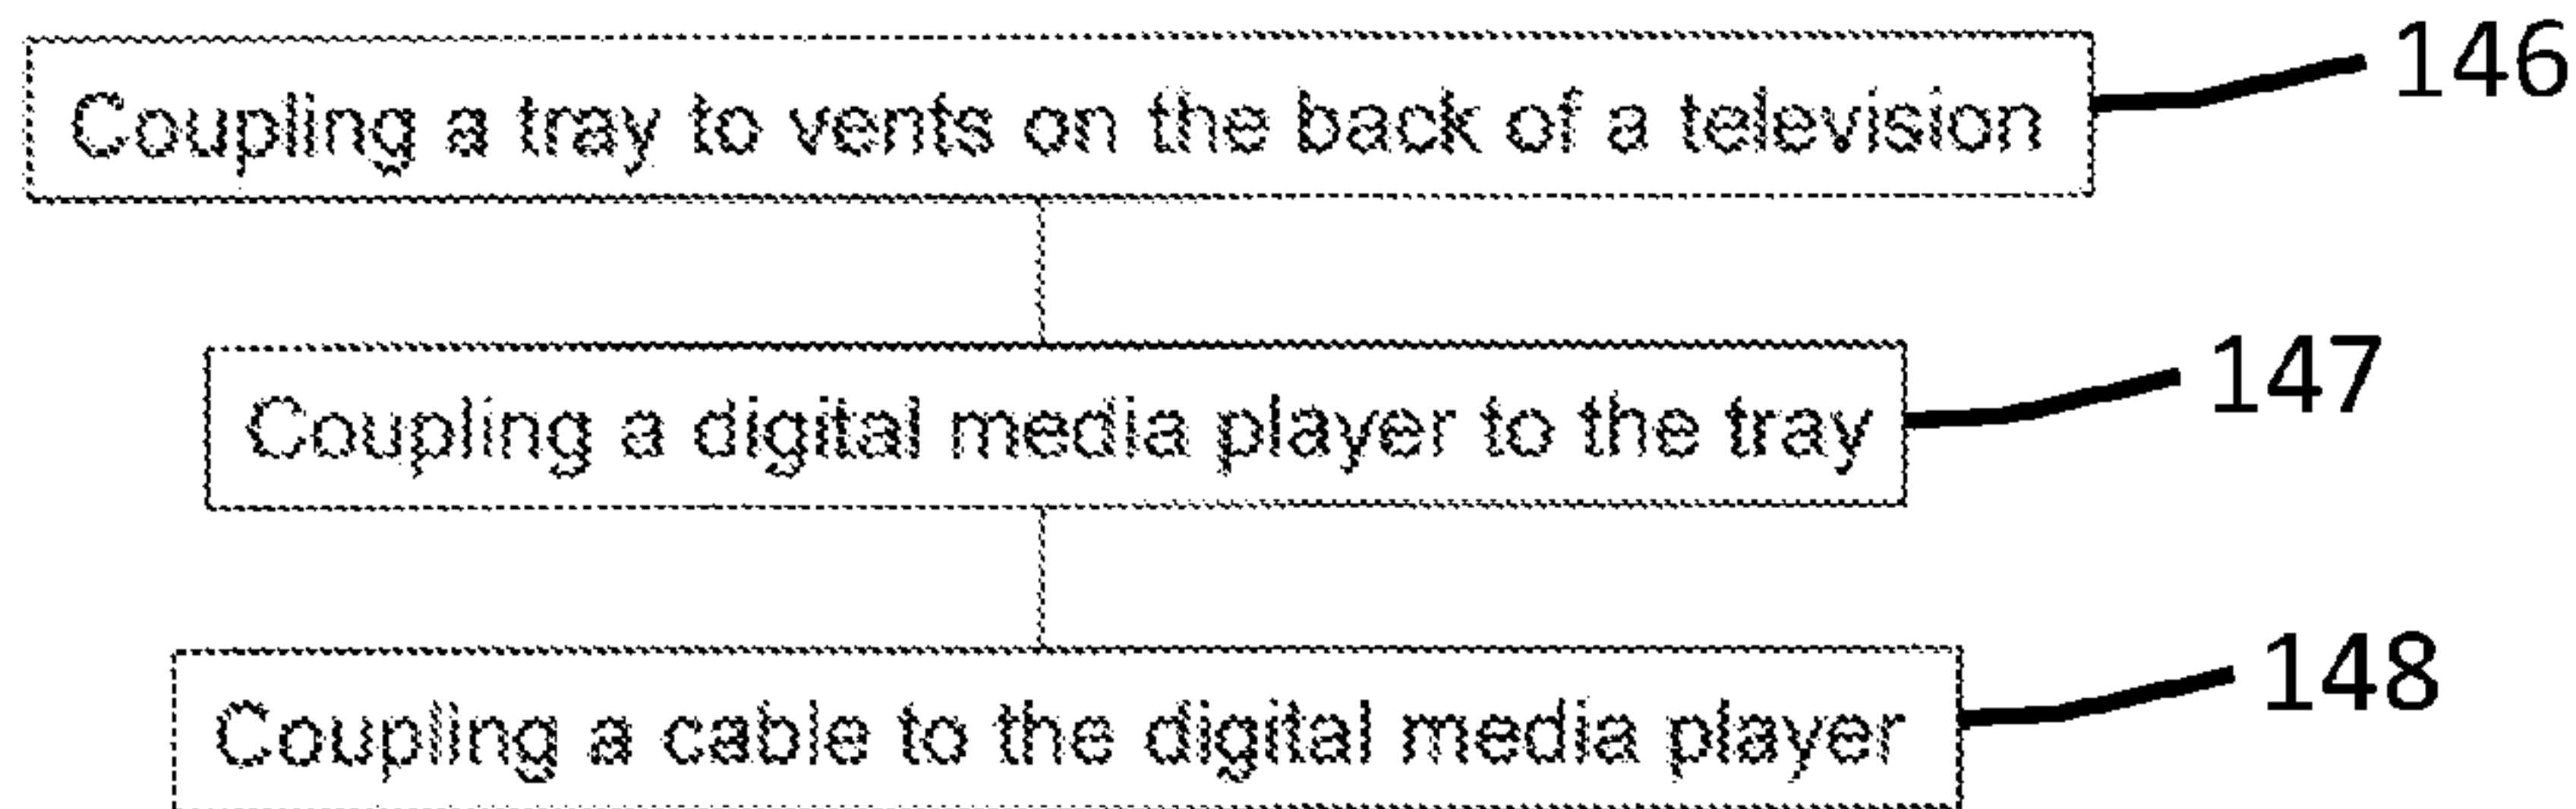 Coupling a tray to vents on the back of a television 146
Coupling a digital media player to the tray 147
Coupling a cable to the digital media player 148